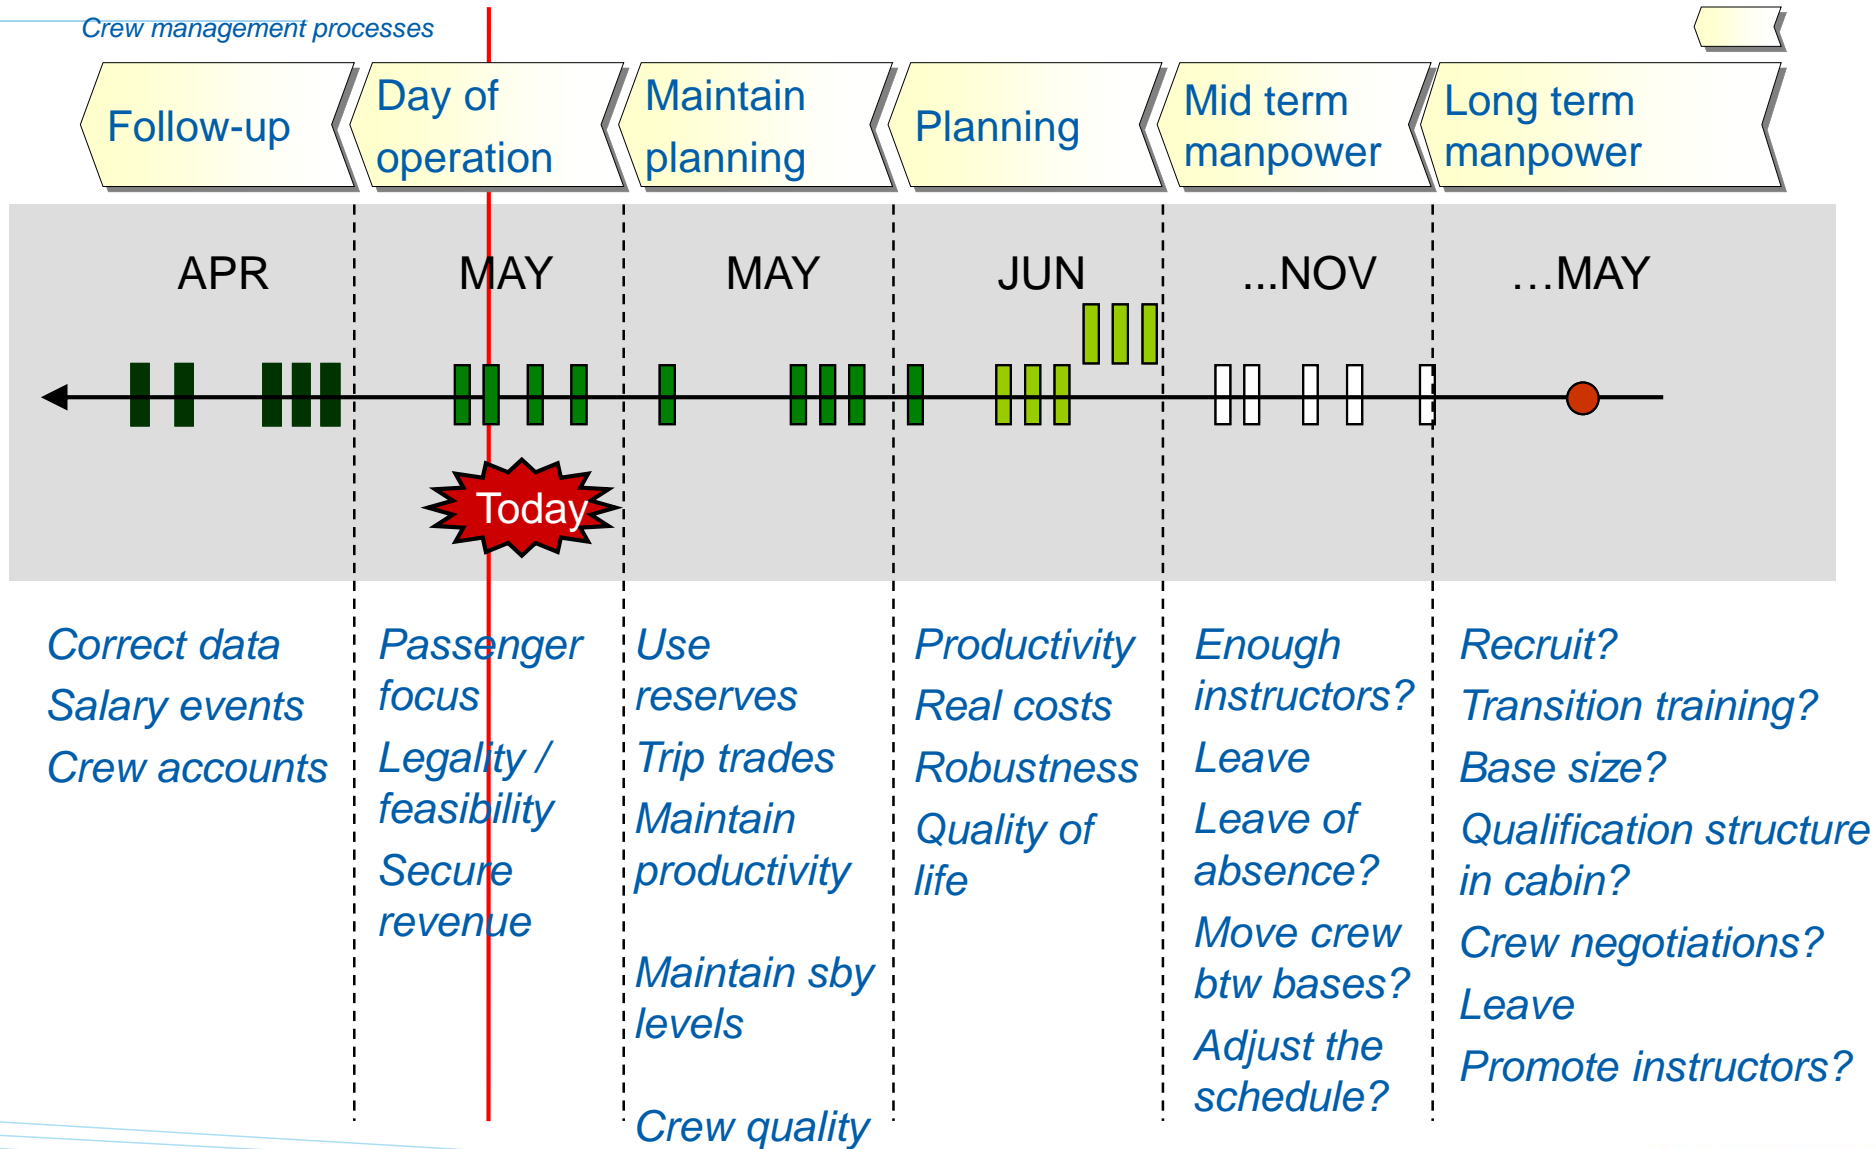 Crew management processes
Follow-up
Day of
operation
Maintain
planning
Planning
Mid term
manpower
Long term
manpower
APR
MAY
MAY
JUN
...NOV
…MAY
Today
Correct data
Salary events
Crew accounts
Passenger
focus
Legality /
feasibility
Secure
revenue
Use
reserves
Trip trades
Maintain
productivity
Maintain sby
levels
Crew quality
Productivity
Real costs
Robustness
Quality of
life
Enough
instructors?
Leave
Leave of
absence?
Move crew
btw bases?
Adjust the
schedule?
Recruit?
Transition training?
Base size?
Qualification structure
in cabin?
Crew negotiations?
Leave
Promote instructors?